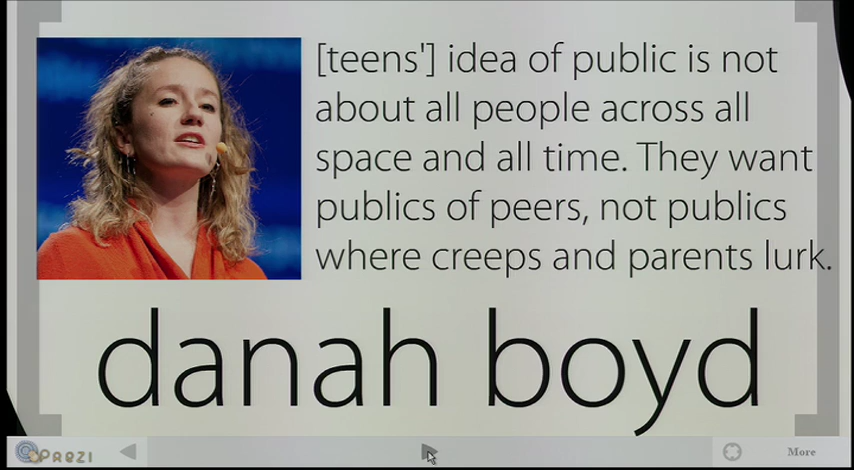 [teens'] idea of public is not
about all people across all
space and all time. They want
publics of peers, not publics
where creeps and parents lurk.
danah boyd
PREZI
More